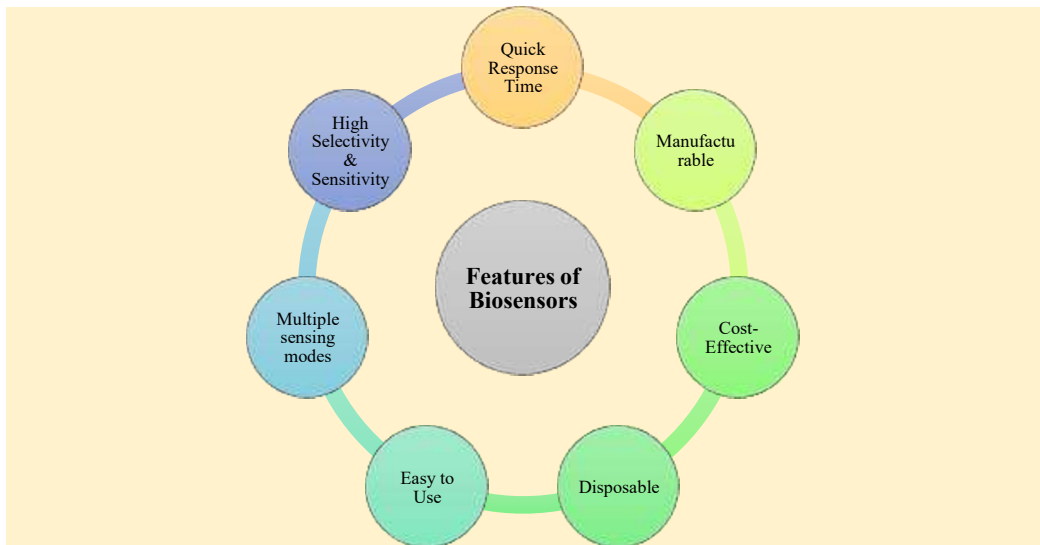 Quick
Response
Time
Manufactu
rable
Cost-
Effective
Disposable
Easy to
Use
Multiple
sensing
modes
High
Selectivity
&
Sensitivity
Features of
Biosensors